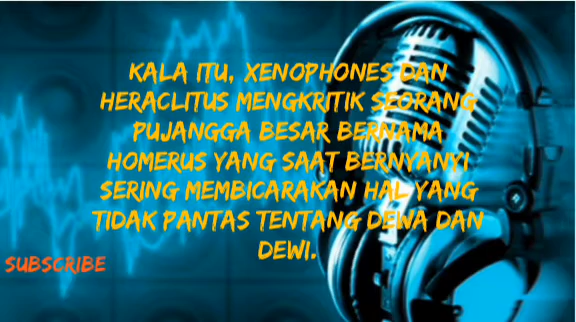 KALA ITU, XENOPHONES DAN
HERACLITUS MENGKRITIK SEORANG
PUJANGGA BESAR BERNAMA
HOMERUS YANG SAAT BERNYANYI
SERING MEMBICARAKAN HAL YANG
TIDAK PANTAS TENTANG DEWA DAN
DEWI.
SUBSCRIBE